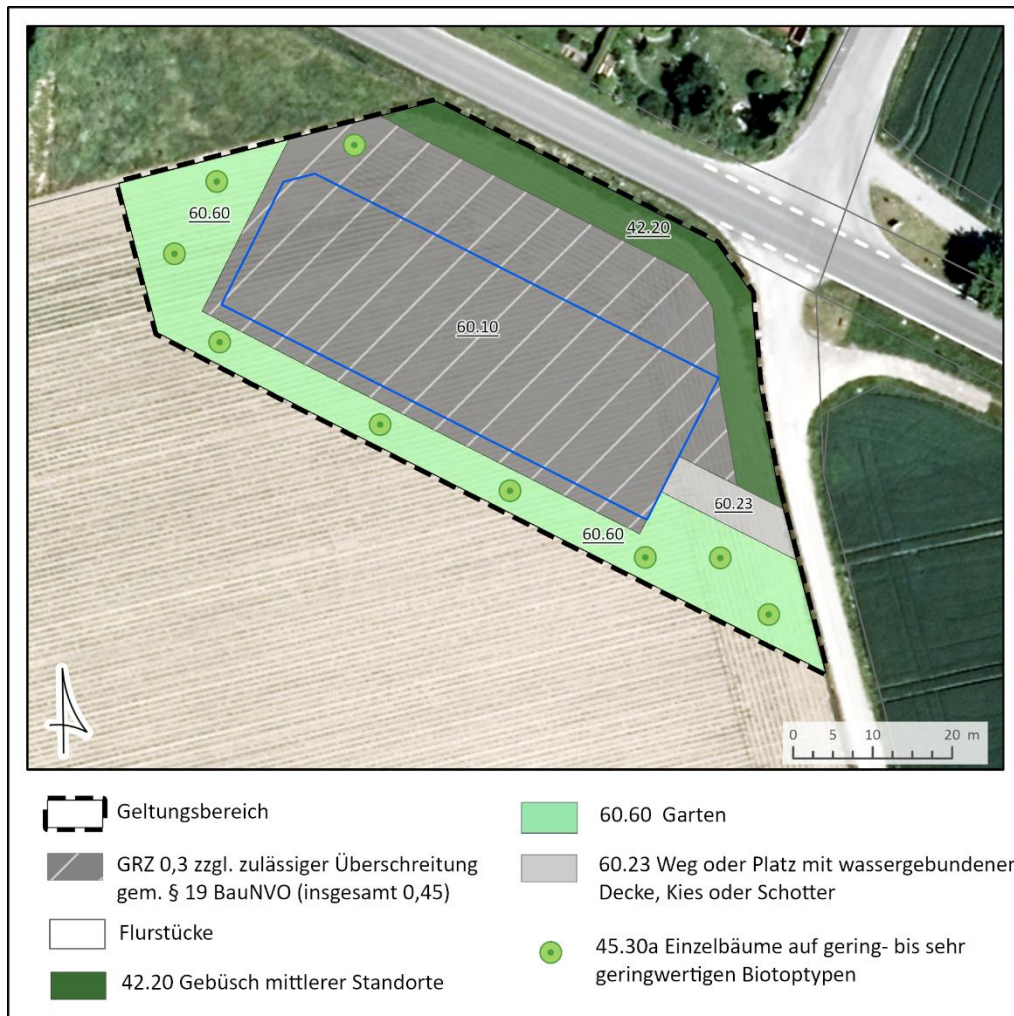 60.60
42.20
60.10
60.23
60.60
0 5 10 20 m
Geltungsbereich
GRZ 0,3 zzgl. zulässiger Überschreitung
gem. § 19 BauNVO (insgesamt 0,45)
Flurstücke
42.20 Gebüsch mittlerer Standorte
60.60 Garten
60.23 Weg oder Platz mit wassergebundener
Decke, Kies oder Schotter
45.30a Einzelbäume auf gering- bis sehr
geringwertigen Biotoptypen